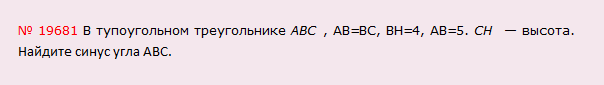 № 19681 В тупоугольном треугольнике ABC , AB=BC, BH=4, AB=5. CH — высота.
Найдите синус угла ABC.